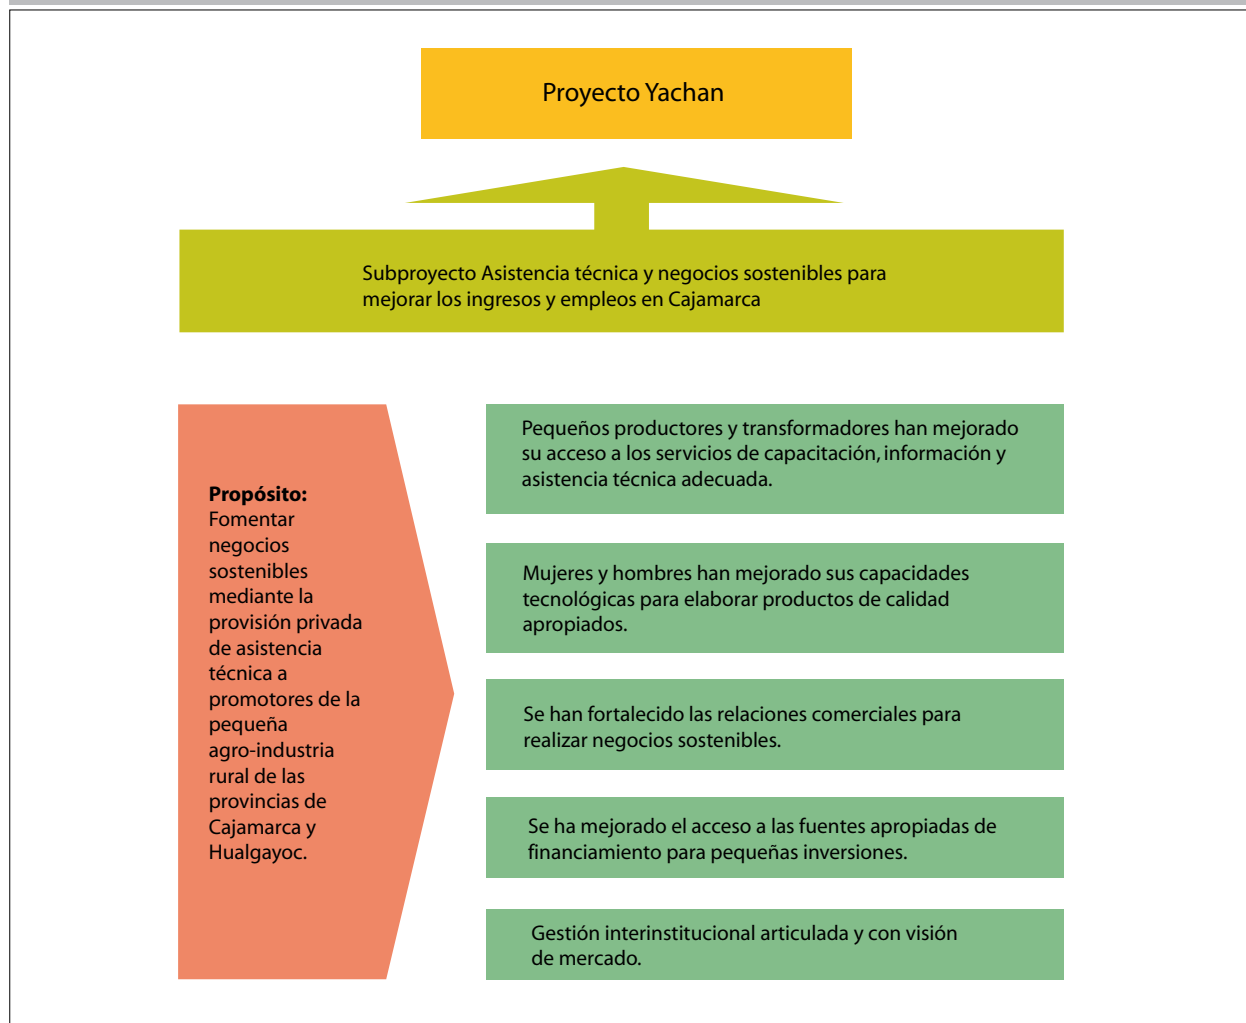 Proyecto Yachan
Subproyecto Asistencia técnica y negocios sostenibles para
mejorar los ingresos y empleos en Cajamarca
Propósito:
Fomentar
negocios
sostenibles
mediante la
provisión privada
de asistencia
técnica a
promotores de la
pequeña
agro-industria
rural de las
provincias de
Cajamarca y
Hualgayoc.
Pequeños productores y transformadores han mejorado
su acceso a los servicios de capacitación, información y
asistencia técnica adecuada.
Mujeres y hombres han mejorado sus capacidades
tecnológicas para elaborar productos de calidad
apropiados.
Se han fortalecido las relaciones comerciales para
realizar negocios sostenibles.
Se ha mejorado el acceso a las fuentes apropiadas de
financiamiento para pequeñas inversiones.
Gestión interinstitucional articulada y con visión
de mercado.